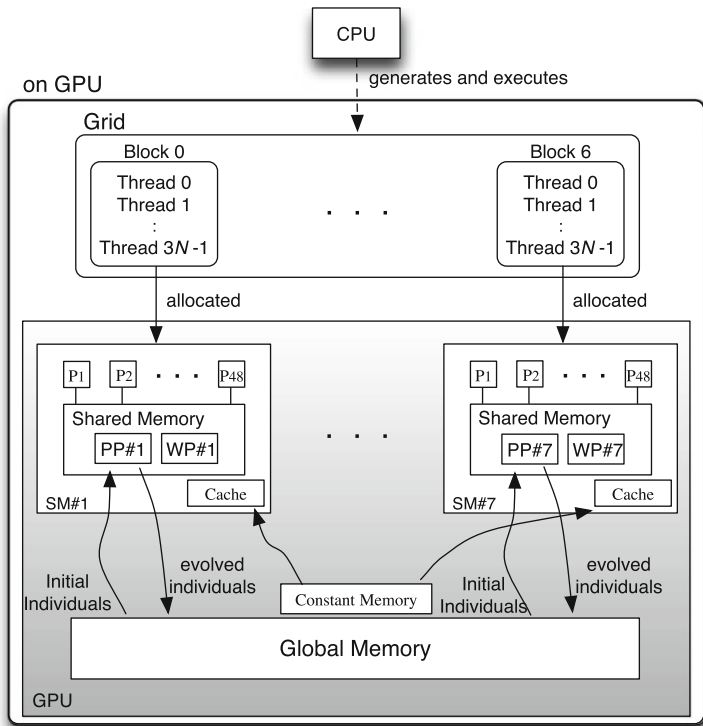 CPU
generates and executes
on GPU
Grid
Block 0
Thread 0
Thread 1
:
Thread 3N -1
. . .
Block 6
Thread 0
Thread 1
:
Thread 3N -1
allocated
allocated
P1
P2
. . .
P48
Shared Memory
PP#1
WP#1
Cache
SM#1
. . .
P1
P2
. . .
P48
Shared Memory
PP#7
WP#7
Cache
SM#7
Initial
Individuals
evolved
individuals
Constant Memory
Initial
Individuals
evolved
individuals
Global Memory
GPU